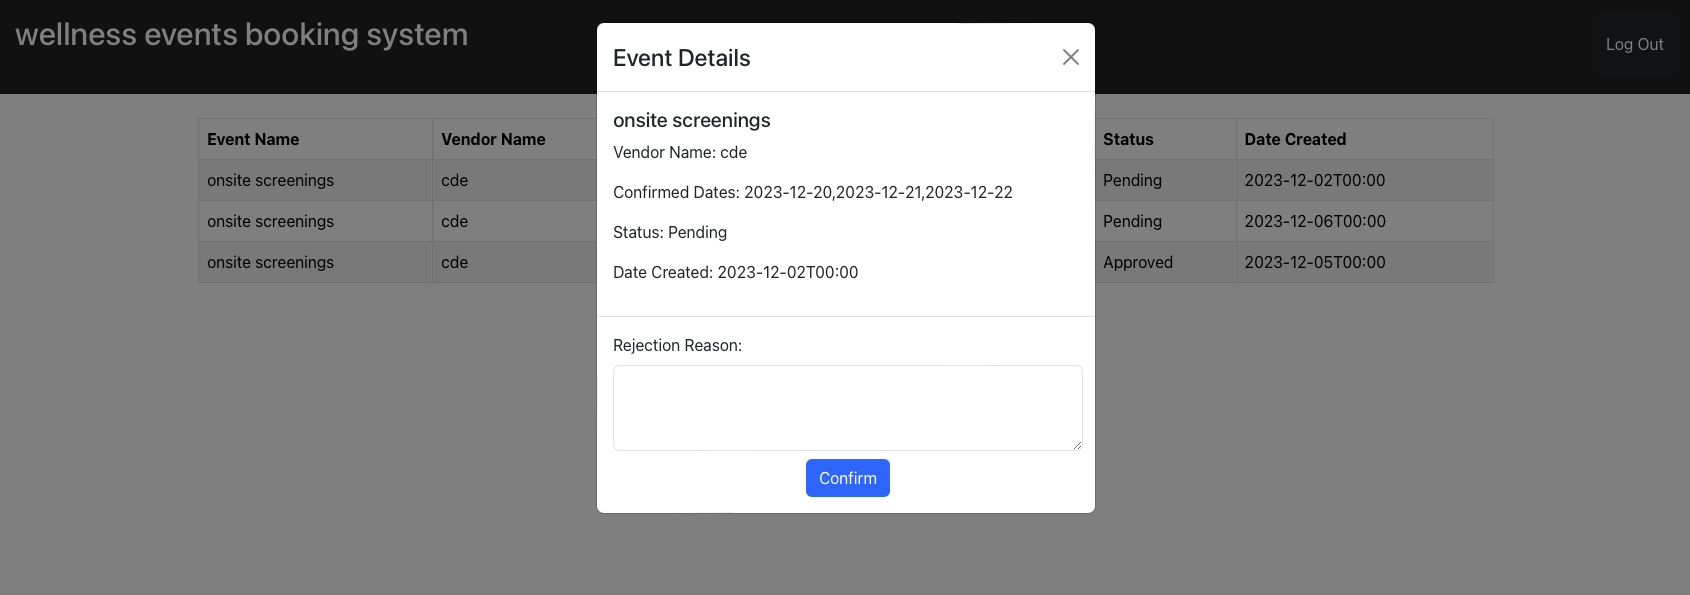 wellness events booking system
Log Out
Event Details
onsite screenings
Vendor Name: cde
Confirmed Dates: 2023-12-20,2023-12-21,2023-12-22
Status: Pending
Date Created: 2023-12-02T00:00
Rejection Reason:
Confirm
Event Name Vendor Name Status Date Created
onsite screenings cde Pending 2023-12-02T00:00
onsite screenings cde Pending 2023-12-06T00:00
onsite screenings cde Approved 2023-12-05T00:00